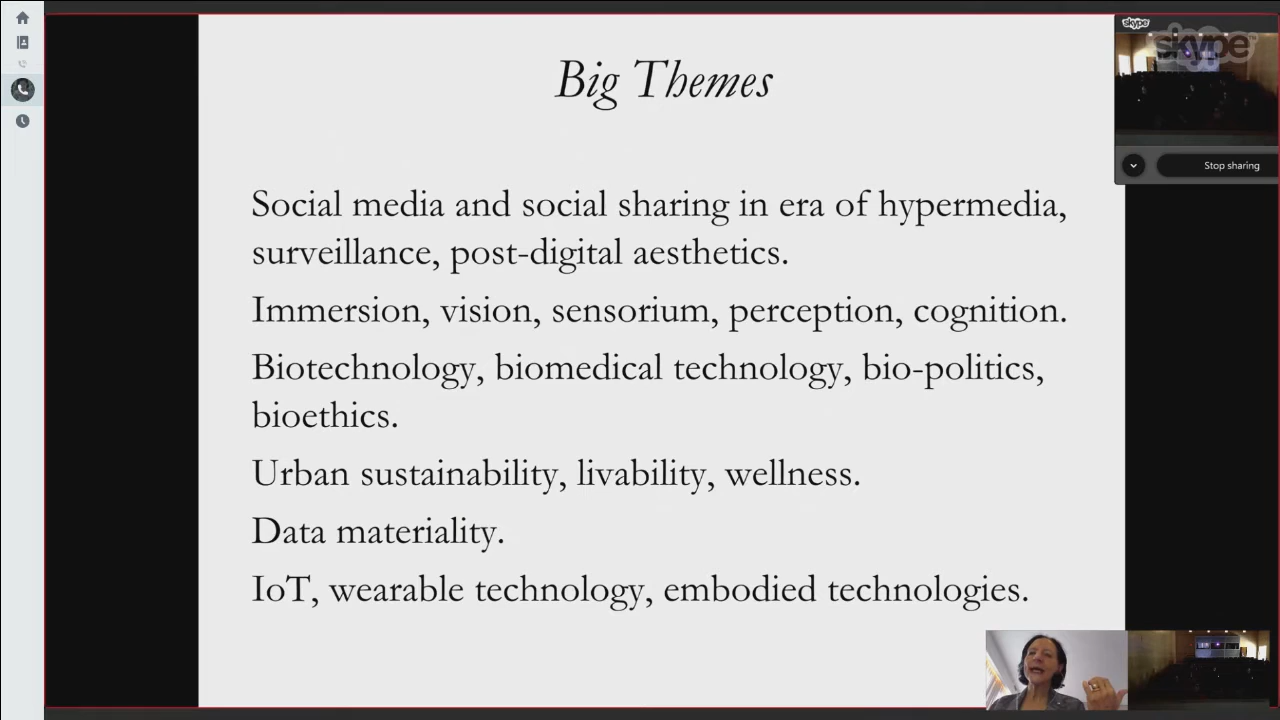 Big Themes
skype
skype
Stop sharing
Social media and social sharing in era of hypermedia,
surveillance, post-digital aesthetics.
Immersion, vision, sensorium, perception, cognition.
Biotechnology, biomedical technology, bio-politics,
bioethics.
Urban sustainability, livability, wellness.
Data materiality.
IoT, wearable technology, embodied technologies.